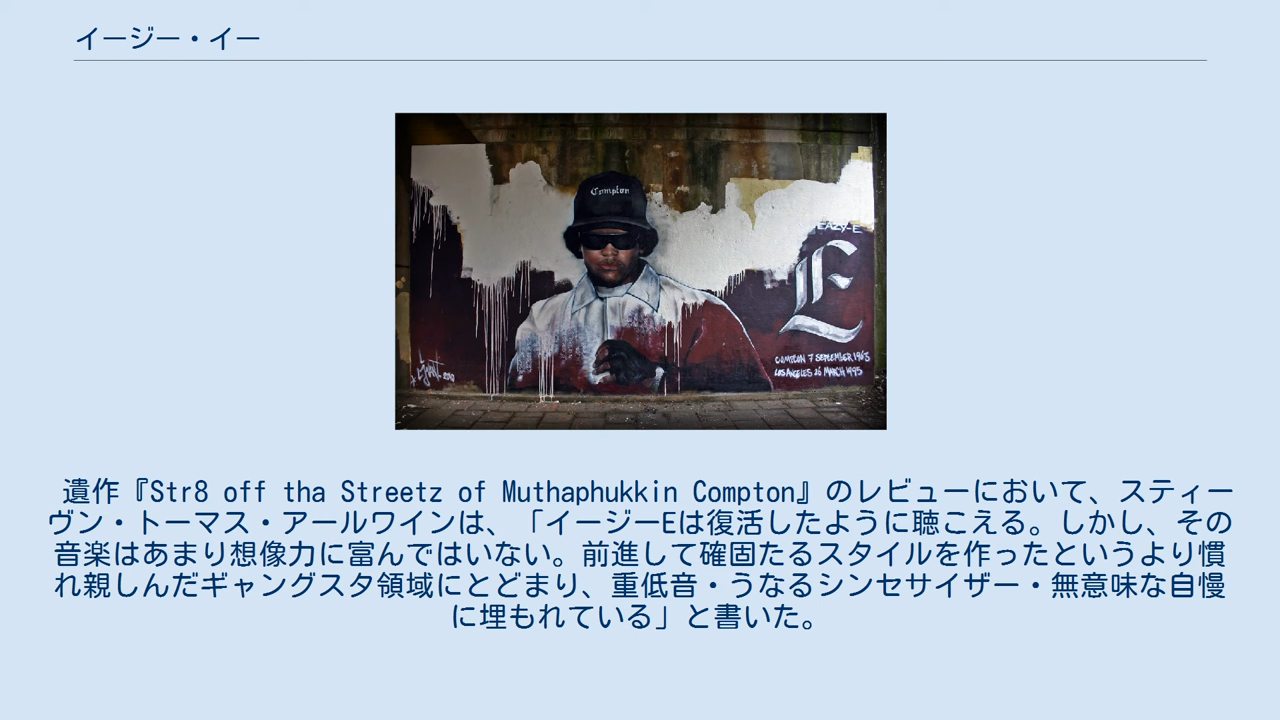 イージー・イー
Compton
EAZY-E
E
COMPTON 7 SEPTEMBER 1963
LOS ANGELES 26 MARCH 1995
2010
遺作『Str8 off tha Streetz of Muthaphukkin Compton』のレビューにおいて、スティー
ヴン・トーマス・アールワインは、「イージーEは復活したように聴こえる。しかし、その
音楽はあまり想像力に富んではいない。前進して確固たるスタイルを作ったというより慣
れ親しんだギャングスタ領域にとどまり、重低音・うなるシンセサイザー・無意味な自慢
に埋もれている」と書いた。